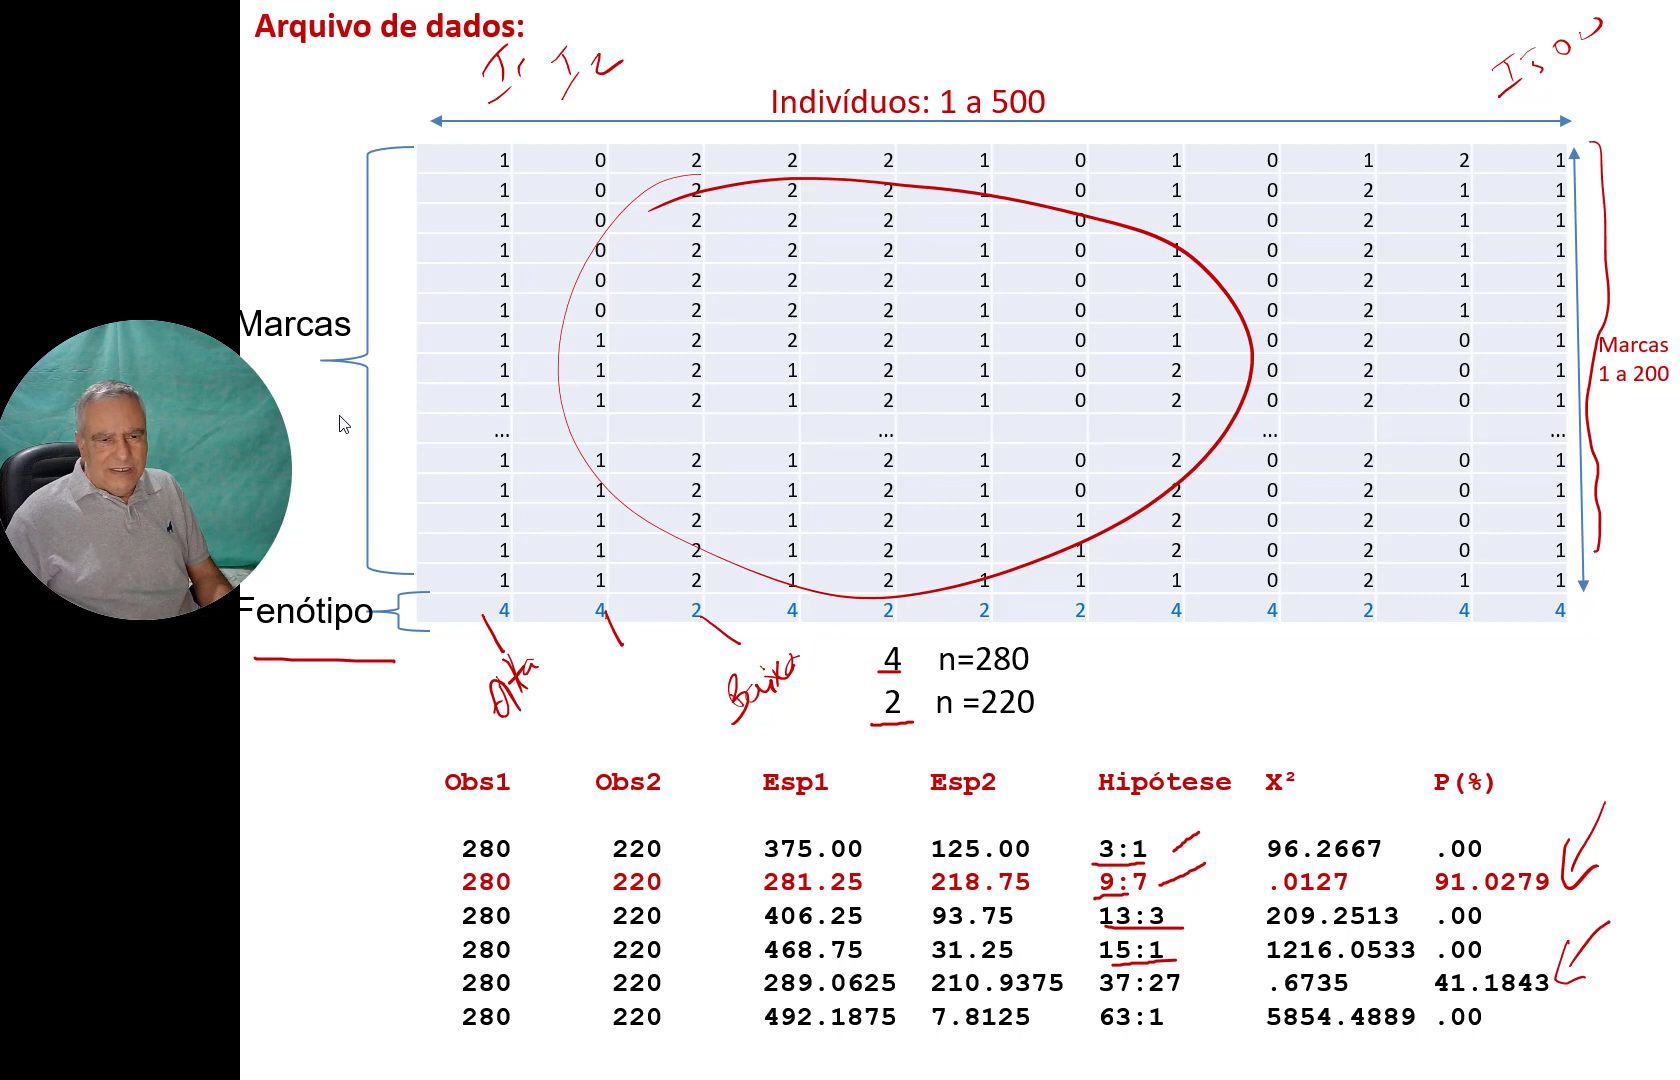 Arquivo de dados:
I1 I2 I500
Indivíduos: 1 a 500
1 0 2 2 2 1 0 1 0 1 2 1
1 0 2 2 2 1 0 1 0 2 1 1
1 0 2 2 2 1 0 1 0 2 1 1
1 0 2 2 2 1 0 1 0 2 1 1
1 0 2 2 2 1 0 1 0 2 1 1
1 0 2 2 2 1 0 1 0 2 1 1
1 1 2 2 2 1 0 1 0 2 0 1
1 1 2 1 2 1 0 2 0 2 0 1
1 1 2 1 2 1 0 2 0 2 0 1
... ... ... ...
1 1 2 1 2 1 0 2 0 2 0 1
1 1 2 1 2 1 0 2 0 2 0 1
1 1 2 1 2 1 1 2 0 2 0 1
1 1 2 1 2 1 1 2 0 2 0 1
1 1 2 1 2 1 1 1 0 2 1 1
Marcas
Marcas
1 a 200
Fenótipo 4 4 2 4 2 2 2 4 4 2 4 4
Alta Baixa
4 n=280
2 n =220
Obs1 Obs2 Esp1 Esp2 Hipótese X² P(%)
280 220 375.00 125.00 3:1 96.2667 .00
280 220 281.25 218.75 9:7 .0127 91.0279
280 220 406.25 93.75 13:3 209.2513 .00
280 220 468.75 31.25 15:1 1216.0533 .00
280 220 289.0625 210.9375 37:27 .6735 41.1843
280 220 492.1875 7.8125 63:1 5854.4889 .00